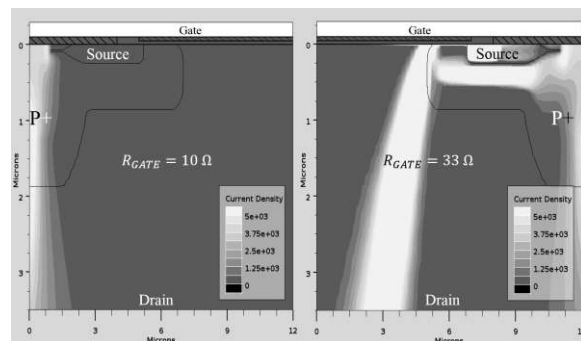 Gate
Source
P+
R_GATE = 10 Ω
Current Density
5e+03
3.75e+03
2.5e+03
1.25e+03
0
Drain
0
1
2
3
Microns
0 3 6 9 12
Microns
Gate
Source
P+
R_GATE = 33 Ω
Current Density
5e+03
3.75e+03
2.5e+03
1.25e+03
0
Drain
0
1
2
3
Microns
0 3 6 9 12
Microns